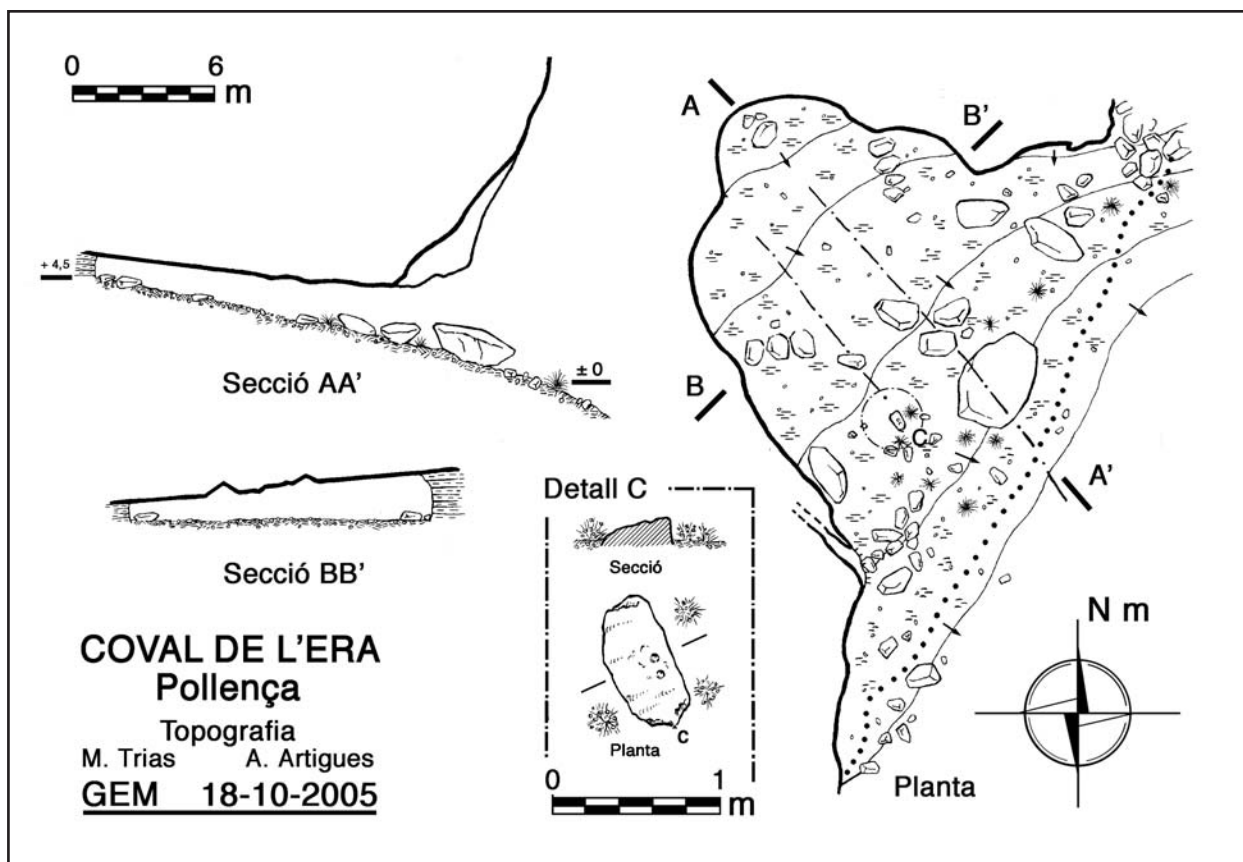 0 6
m
+ 4,5
± 0
Secció AA'
Secció BB'
COVAL DE L'ERA
Pollença
Topografia
M. Trias A. Artigues
GEM 18-10-2005
Detall C
Secció
C
Planta
0 1
m
A
B'
B
C
A'
N m
Planta